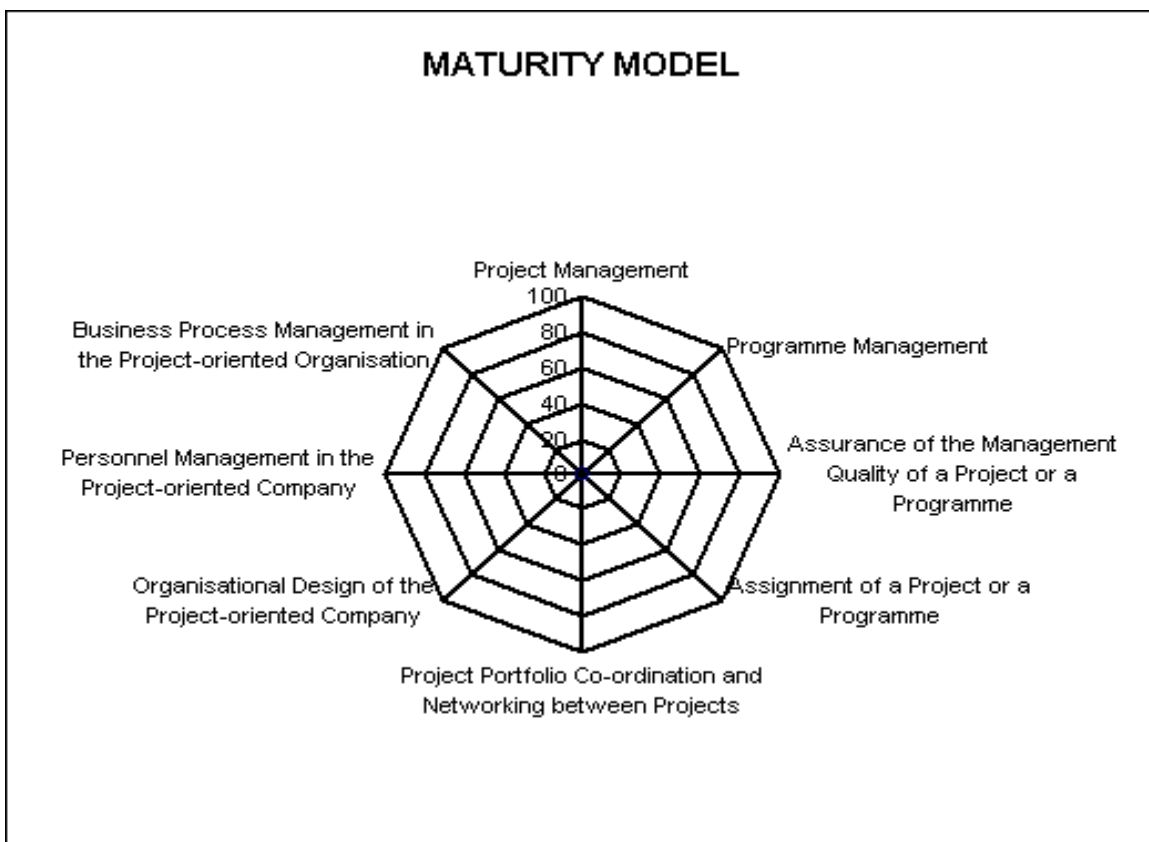 MATURITY MODEL
Project Management
100
80
60
40
20
0
Programme Management
Assurance of the Management
Quality of a Project or a
Programme
Assignment of a Project or a
Programme
Project Portfolio Co-ordination and
Networking between Projects
Organisational Design of the
Project-oriented Company
Personnel Management in the
Project-oriented Company
Business Process Management in
the Project-oriented Organisation